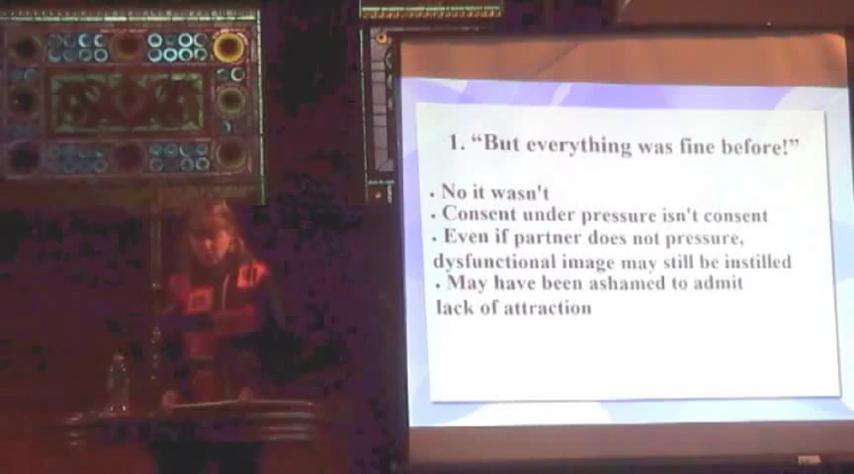 1. “But everything was fine before!”
. No it wasn't
. Consent under pressure isn't consent
. Even if partner does not pressure,
dysfunctional image may still be instilled
. May have been ashamed to admit
lack of attraction